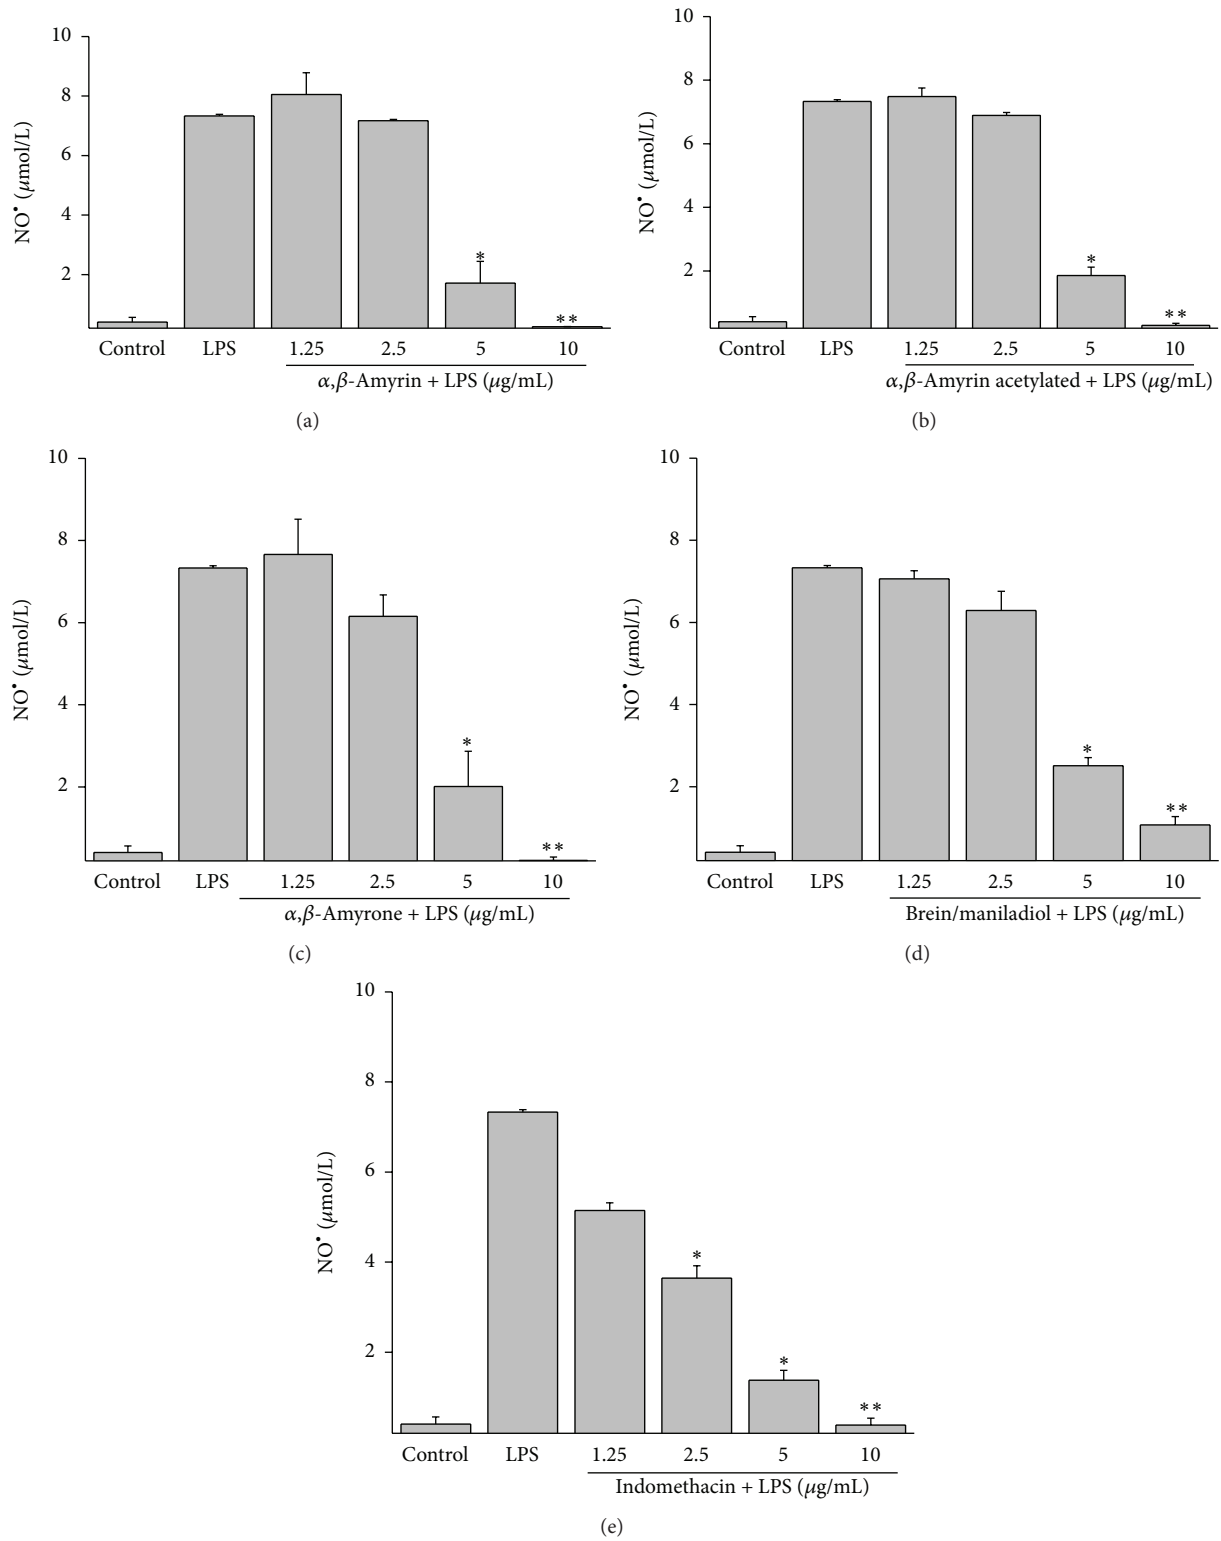 10
8
6
4
2
NO• (μmol/L)
*
**
Control LPS 1.25 2.5 5 10
α,β-Amyrin + LPS (μg/mL)
(a)
10
8
6
4
2
NO• (μmol/L)
*
**
Control LPS 1.25 2.5 5 10
α,β-Amyrin acetylated + LPS (μg/mL)
(b)
10
8
6
4
2
NO• (μmol/L)
*
**
Control LPS 1.25 2.5 5 10
α,β-Amyrone + LPS (μg/mL)
(c)
10
8
6
4
2
NO• (μmol/L)
*
**
Control LPS 1.25 2.5 5 10
Brein/maniladiol + LPS (μg/mL)
(d)
10
8
6
4
2
NO• (μmol/L)
*
*
**
Control LPS 1.25 2.5 5 10
Indomethacin + LPS (μg/mL)
(e)